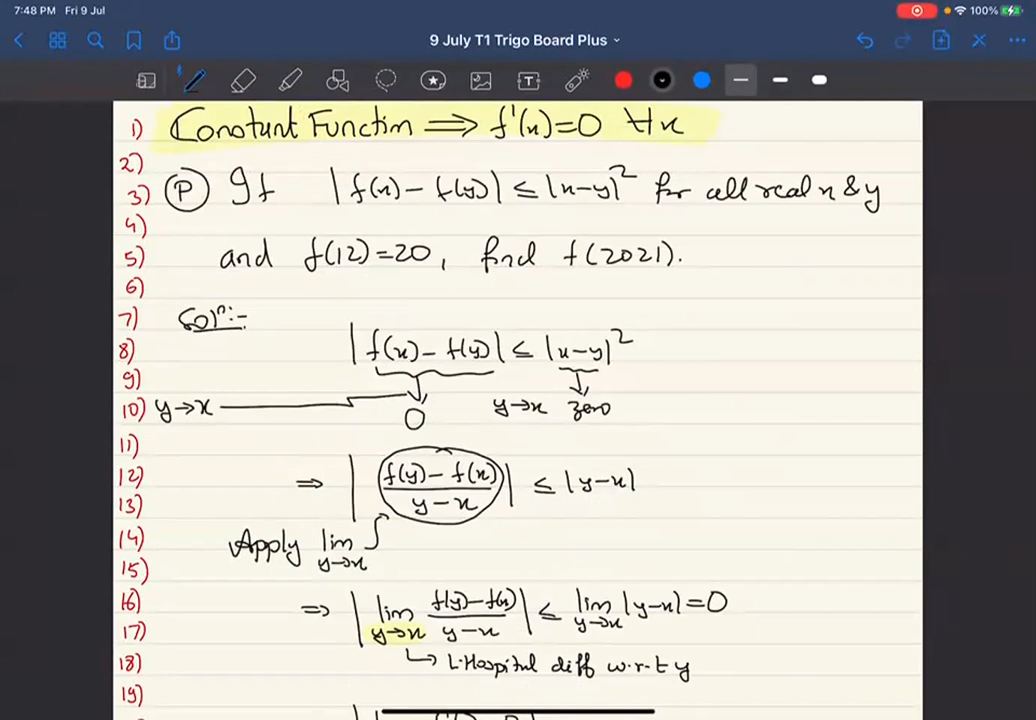 7:48 PM Fri 9 Jul 100%
9 July T1 Trigo Board Plus
1) Constant Function ⟹ f'(x)=0 ∀x
2)
3) (P) If |f(x) – f(y)| ≤ |x–y|² for all real x & y
4)
5) and f(12)=20, find f(2021).
6)
7) Solⁿ:-
8) |f(x) – f(y)| ≤ |x–y|²
9)
10) y→x 0 y→x zero
11)
12) ⇒ |(f(y) – f(x))/(y – x)| ≤ |y–x|
13)
14) Apply lim
15) y→x
16) ⇒ |lim (f(y)–f(x))/(y–x)| ≤ lim |y–x| = 0
17) y→x y→x
18) ↳ L.Hospital diff w.r.t y
19)